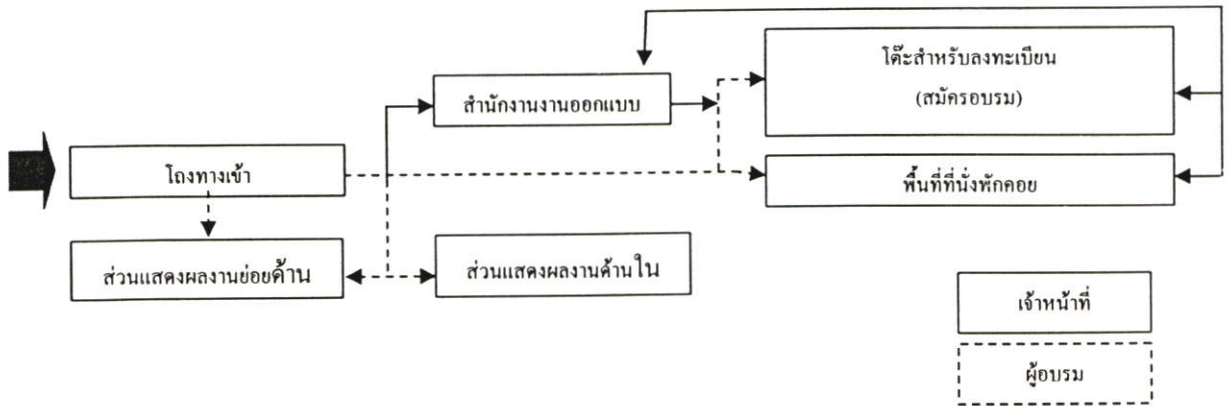 โต๊ะสำหรับลงทะเบียน
(สมัครอบรม)
สำนักงานงานออกแบบ
โถงทางเข้า
พื้นที่ที่นั่งพักคอย
ส่วนแสดงผลงานย่อยด้าน
ส่วนแสดงผลงานด้านใน
เจ้าหน้าที่
ผู้อบรม